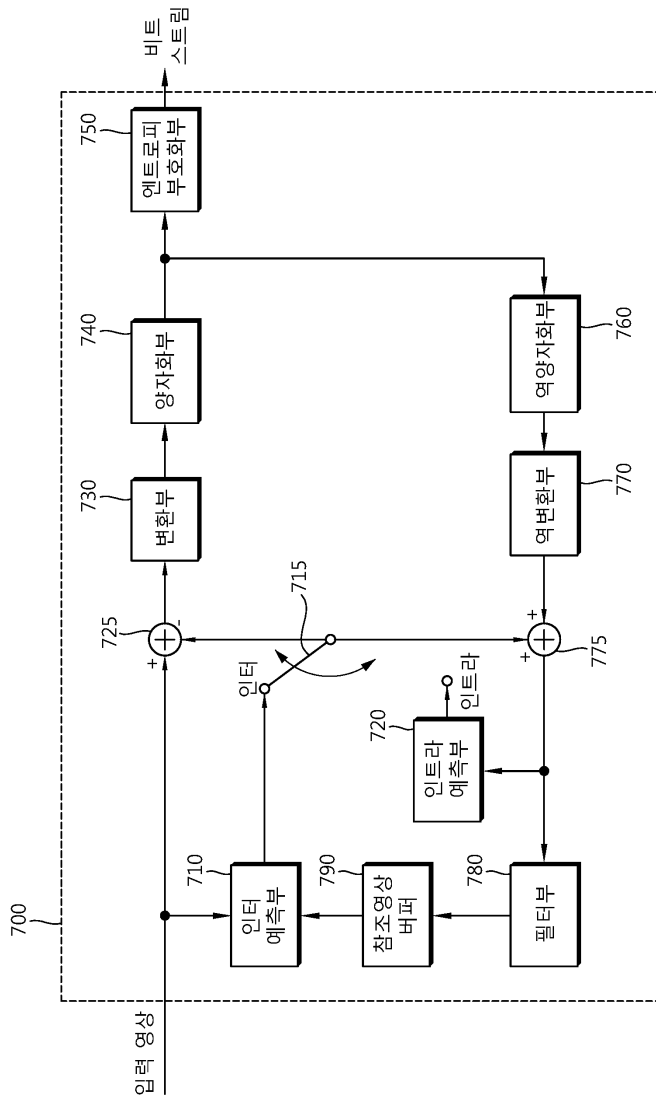 700
입력 영상
725
+
-
730
변환부
740
양자화부
750
엔트로피
부호화부
비트
스트림
710
인터
예측부
인터
715
790
참조영상
버퍼
720
인트라
예측부
인트라
780
필터부
+
+
775
770
역변환부
760
역양자화부